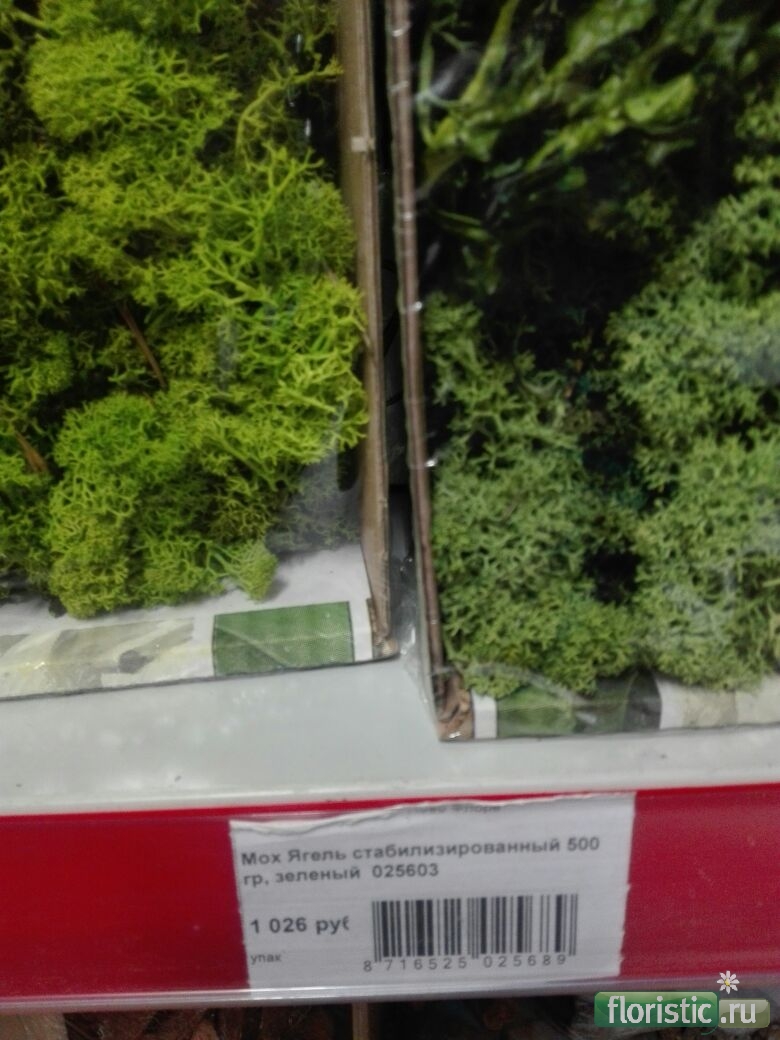 Мох Ягель стабилизированный 500
гр, зеленый 025603
1 026 руб
упак
8 716525 025689
floristic.ru